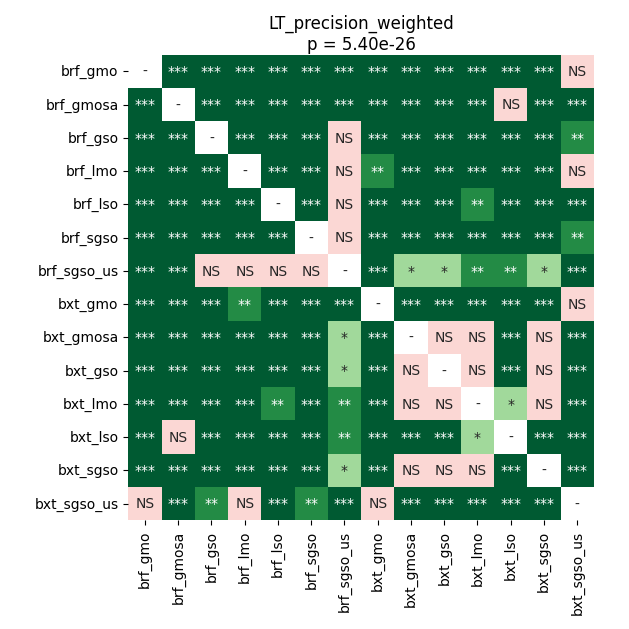 LT_precision_weighted
p = 5.40e-26
brf_gmo - *** *** *** *** *** *** *** *** *** *** *** *** NS
brf_gmosa *** - *** *** *** *** *** *** *** *** *** NS *** ***
brf_gso *** *** - *** *** *** NS *** *** *** *** *** *** **
brf_lmo *** *** *** - *** *** NS ** *** *** *** *** *** NS
brf_lso *** *** *** *** - *** NS *** *** *** ** *** *** ***
brf_sgso *** *** *** *** *** - NS *** *** *** *** *** *** **
brf_sgso_us *** *** NS NS NS NS - *** * * ** ** * ***
bxt_gmo *** *** *** ** *** *** *** - *** *** *** *** *** NS
bxt_gmosa *** *** *** *** *** *** * *** - NS NS *** NS ***
bxt_gso *** *** *** *** *** *** * *** NS - NS *** NS ***
bxt_lmo *** *** *** *** ** *** ** *** NS NS - * NS ***
bxt_lso *** NS *** *** *** *** ** *** *** *** * - *** ***
bxt_sgso *** *** *** *** *** *** * *** NS NS NS *** - ***
bxt_sgso_us NS *** ** NS *** ** *** NS *** *** *** *** *** -
brf_gmo brf_gmosa brf_gso brf_lmo brf_lso brf_sgso brf_sgso_us bxt_gmo bxt_gmosa bxt_gso bxt_lmo bxt_lso bxt_sgso bxt_sgso_us